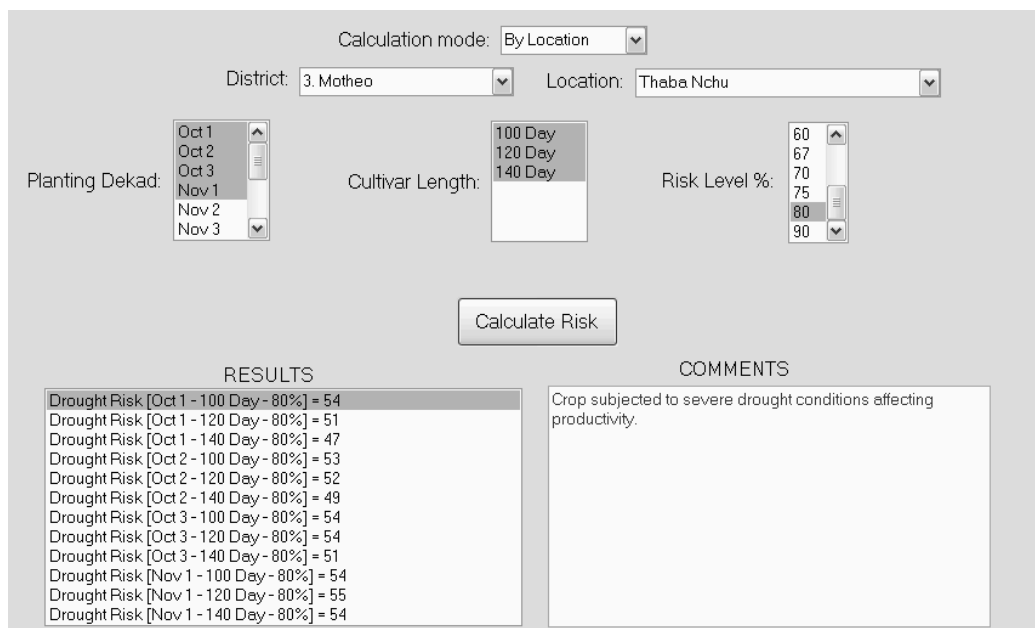 Calculation mode: By Location
District: 3. Motheo Location: Thaba Nchu
Planting Dekad:
Oct 1
Oct 2
Oct 3
Nov 1
Nov 2
Nov 3
Cultivar Length:
100 Day
120 Day
140 Day
Risk Level %:
60
67
70
75
80
90
Calculate Risk
RESULTS
Drought Risk [Oct 1 - 100 Day - 80%] = 54
Drought Risk [Oct 1 - 120 Day - 80%] = 51
Drought Risk [Oct 1 - 140 Day - 80%] = 47
Drought Risk [Oct 2 - 100 Day - 80%] = 53
Drought Risk [Oct 2 - 120 Day - 80%] = 52
Drought Risk [Oct 2 - 140 Day - 80%] = 49
Drought Risk [Oct 3 - 100 Day - 80%] = 54
Drought Risk [Oct 3 - 120 Day - 80%] = 54
Drought Risk [Oct 3 - 140 Day - 80%] = 51
Drought Risk [Nov 1 - 100 Day - 80%] = 54
Drought Risk [Nov 1 - 120 Day - 80%] = 55
Drought Risk [Nov 1 - 140 Day - 80%] = 54
COMMENTS
Crop subjected to severe drought conditions affecting
productivity.